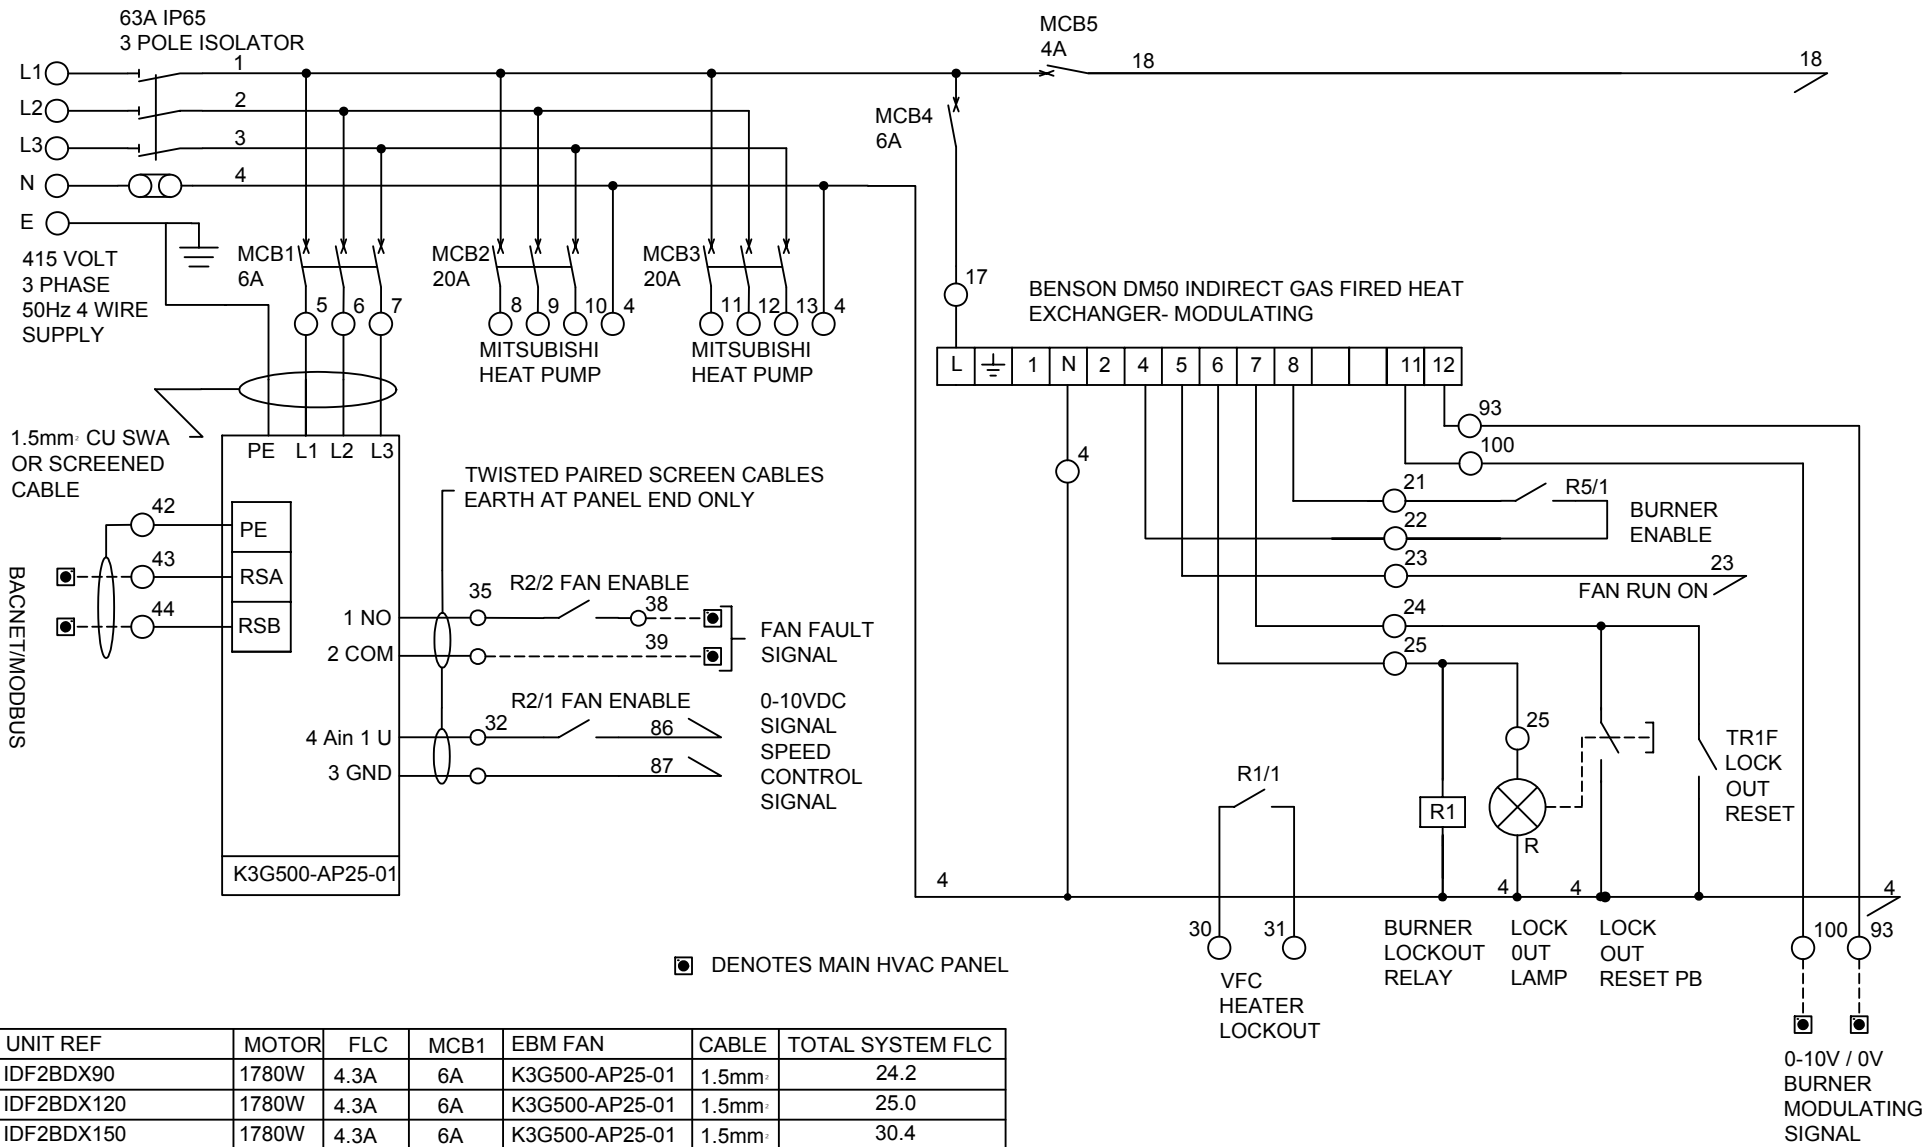 63A IP65
3 POLE ISOLATOR
L1
1
L2
2
L3
3
N
4
E
415 VOLT
3 PHASE
50Hz 4 WIRE
SUPPLY
MCB1
6A
5
6
7
MCB2
20A
8
9
10
4
MITSUBISHI
HEAT PUMP
MCB3
20A
11
12
13
4
MITSUBISHI
HEAT PUMP
MCB5
4A
18
18
MCB4
6A
17
BENSON DM50 INDIRECT GAS FIRED HEAT
EXCHANGER- MODULATING
L 1 N 2 4 5 6 7 8 11 12
93
100
4
21
R5/1
22
BURNER
ENABLE
23
23
FAN RUN ON
24
25
25
TR1F
LOCK
OUT
RESET
R1/1
R1
R
4
4
4
4
30
31
VFC
HEATER
LOCKOUT
BURNER
LOCKOUT
RELAY
LOCK
0UT
LAMP
LOCK
OUT
RESET PB
100
93
0-10V / 0V
BURNER
MODULATING
SIGNAL
1.5mm² CU SWA
OR SCREENED
CABLE
PE L1 L2 L3
TWISTED PAIRED SCREEN CABLES
EARTH AT PANEL END ONLY
42
PE
43
RSA
44
RSB
BACNET/MODBUS
1 NO
35
R2/2 FAN ENABLE
38
2 COM
39
FAN FAULT
SIGNAL
4 Ain 1 U
32
R2/1 FAN ENABLE
86
3 GND
87
0-10VDC
SIGNAL
SPEED
CONTROL
SIGNAL
K3G500-AP25-01
DENOTES MAIN HVAC PANEL
UNIT REF MOTOR FLC MCB1 EBM FAN CABLE TOTAL SYSTEM FLC
IDF2BDX90 1780W 4.3A 6A K3G500-AP25-01 1.5mm² 24.2
IDF2BDX120 1780W 4.3A 6A K3G500-AP25-01 1.5mm² 25.0
IDF2BDX150 1780W 4.3A 6A K3G500-AP25-01 1.5mm² 30.4